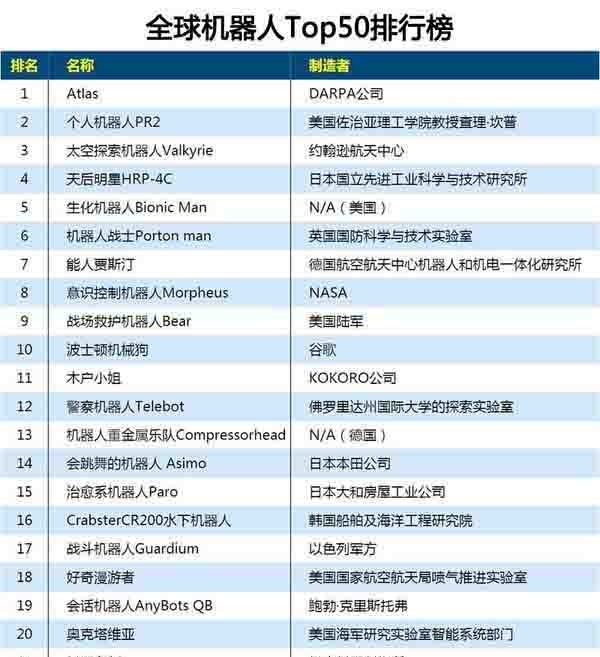 全球机器人Top50排行榜
排名 名称 制造者
1 Atlas DARPA公司
2 个人机器人PR2 美国佐治亚理工学院教授查理·坎普
3 太空探索机器人Valkyrie 约翰逊航天中心
4 天后明星HRP-4C 日本国立先进工业科学与技术研究所
5 生化机器人Bionic Man N/A（美国）
6 机器人战士Porton man 英国国防科学与技术实验室
7 能人贾斯汀 德国航空航天中心机器人和机电一体化研究所
8 意识控制机器人Morpheus NASA
9 战场救护机器人Bear 美国陆军
10 波士顿机械狗 谷歌
11 木户小姐 KOKORO公司
12 警察机器人Telebot 佛罗里达州国际大学的探索实验室
13 机器人重金属乐队Compressorhead N/A（德国）
14 会跳舞的机器人 Asimo 日本本田公司
15 治愈系机器人Paro 日本大和房屋工业公司
16 CrabsterCR200水下机器人 韩国船舶及海洋工程研究院
17 战斗机器人Guardium 以色列军方
18 好奇漫游者 美国国家航空航天局喷气推进实验室
19 会话机器人AnyBots QB 鲍勃·克里斯托弗
20 奥克塔维亚 美国海军研究实验室智能系统部门